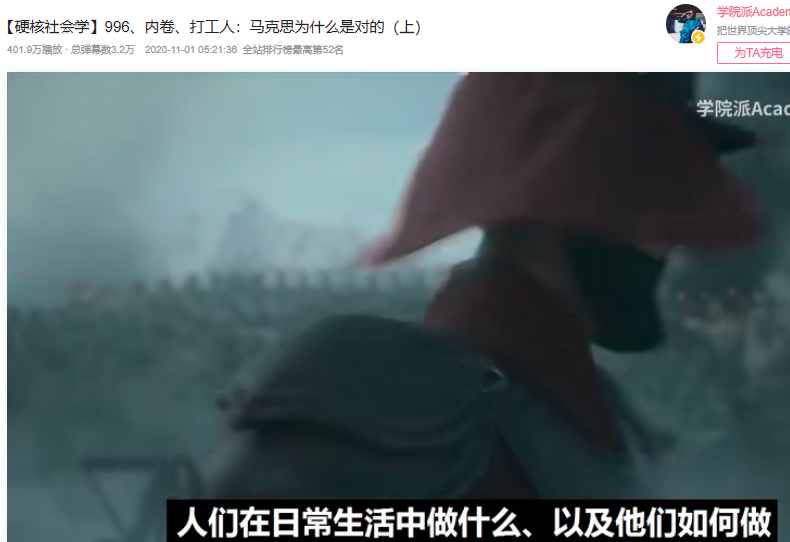 【硬核社会学】996、内卷、打工人：马克思为什么是对的（上）
401.9万播放 · 总弹幕数3.2万 2020-11-01 05:21:36 全站排行榜最高第52名
学院派Academ
把世界顶尖大学的
为TA充电
学院派Acad
人们在日常生活中做什么、以及他们如何做